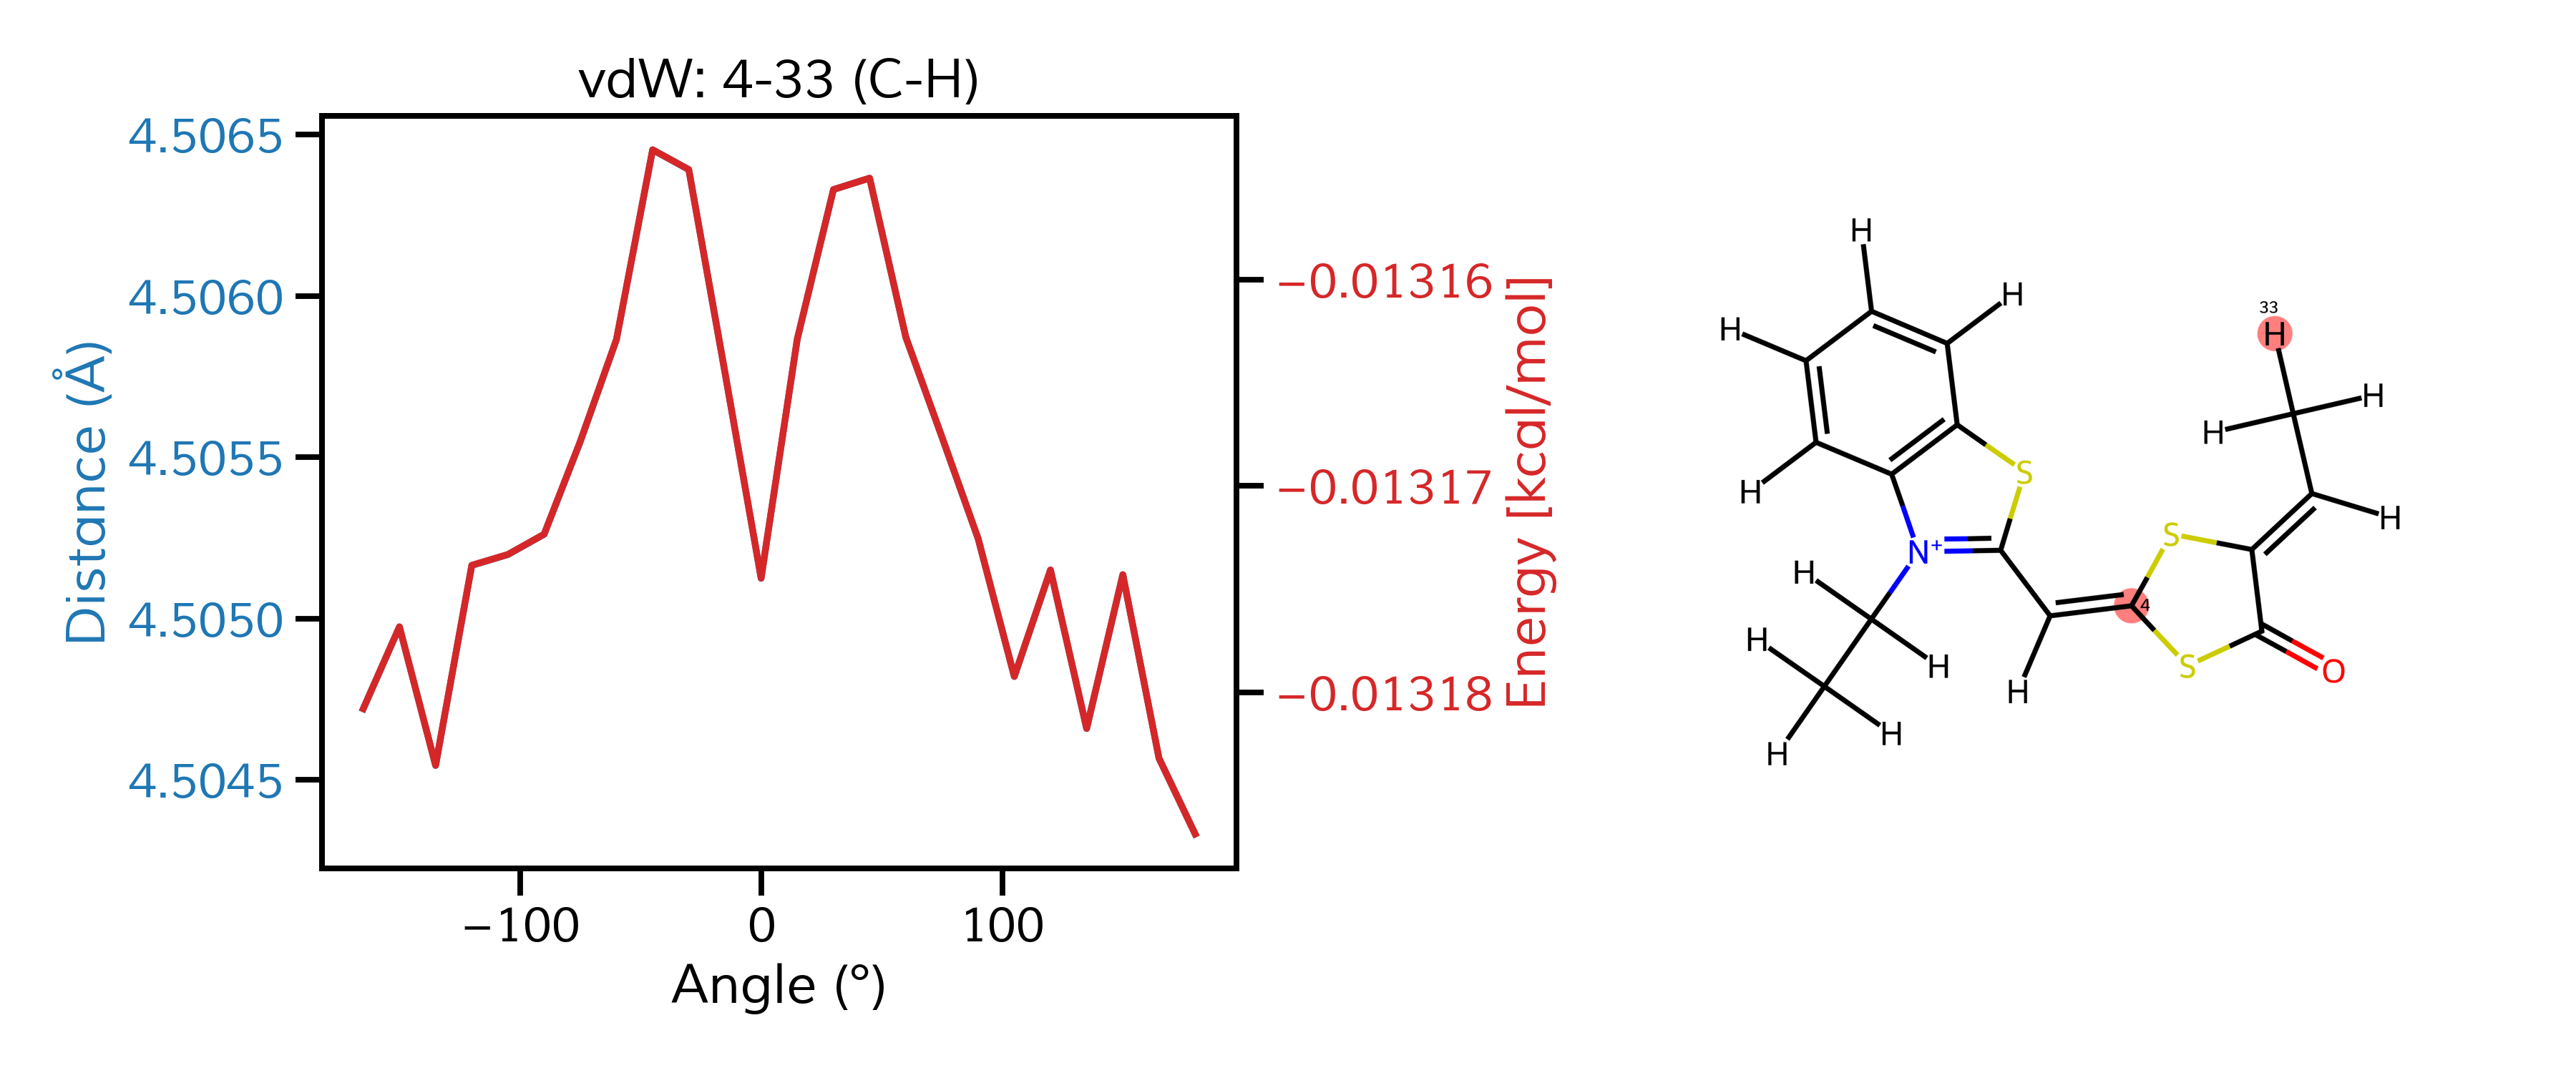 vdW: 4-33 (C-H)
4.5065
4.5060
4.5055
4.5050
4.5045
Distance (Å)
−0.01316
−0.01317
−0.01318
Energy [kcal/mol]
−100
0
100
Angle (°)
H
H
H
33
H
H
H
H
H
S
H
S
N⁺
H
4
H
H
S
O
H
H
H